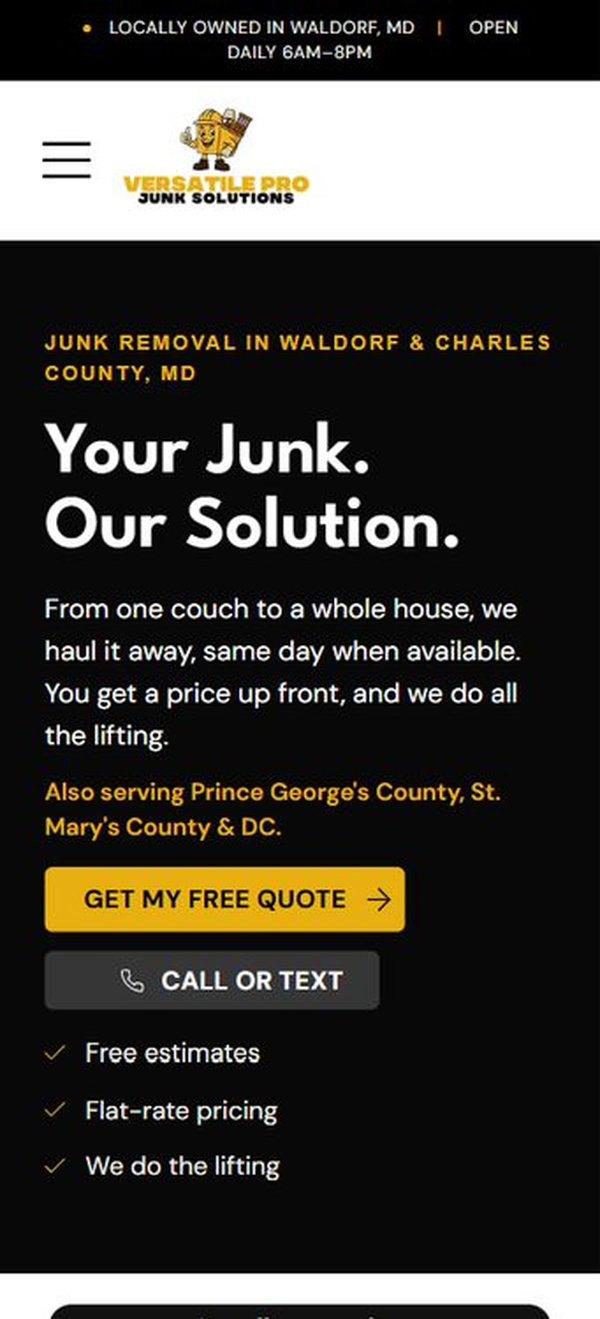 LOCALLY OWNED IN WALDORF, MD | OPEN
DAILY 6AM–8PM
VERSATILE PRO
JUNK SOLUTIONS
JUNK REMOVAL IN WALDORF & CHARLES
COUNTY, MD
Your Junk.
Our Solution.
From one couch to a whole house, we
haul it away, same day when available.
You get a price up front, and we do all
the lifting.
Also serving Prince George's County, St.
Mary's County & DC.
GET MY FREE QUOTE
CALL OR TEXT
Free estimates
Flat-rate pricing
We do the lifting